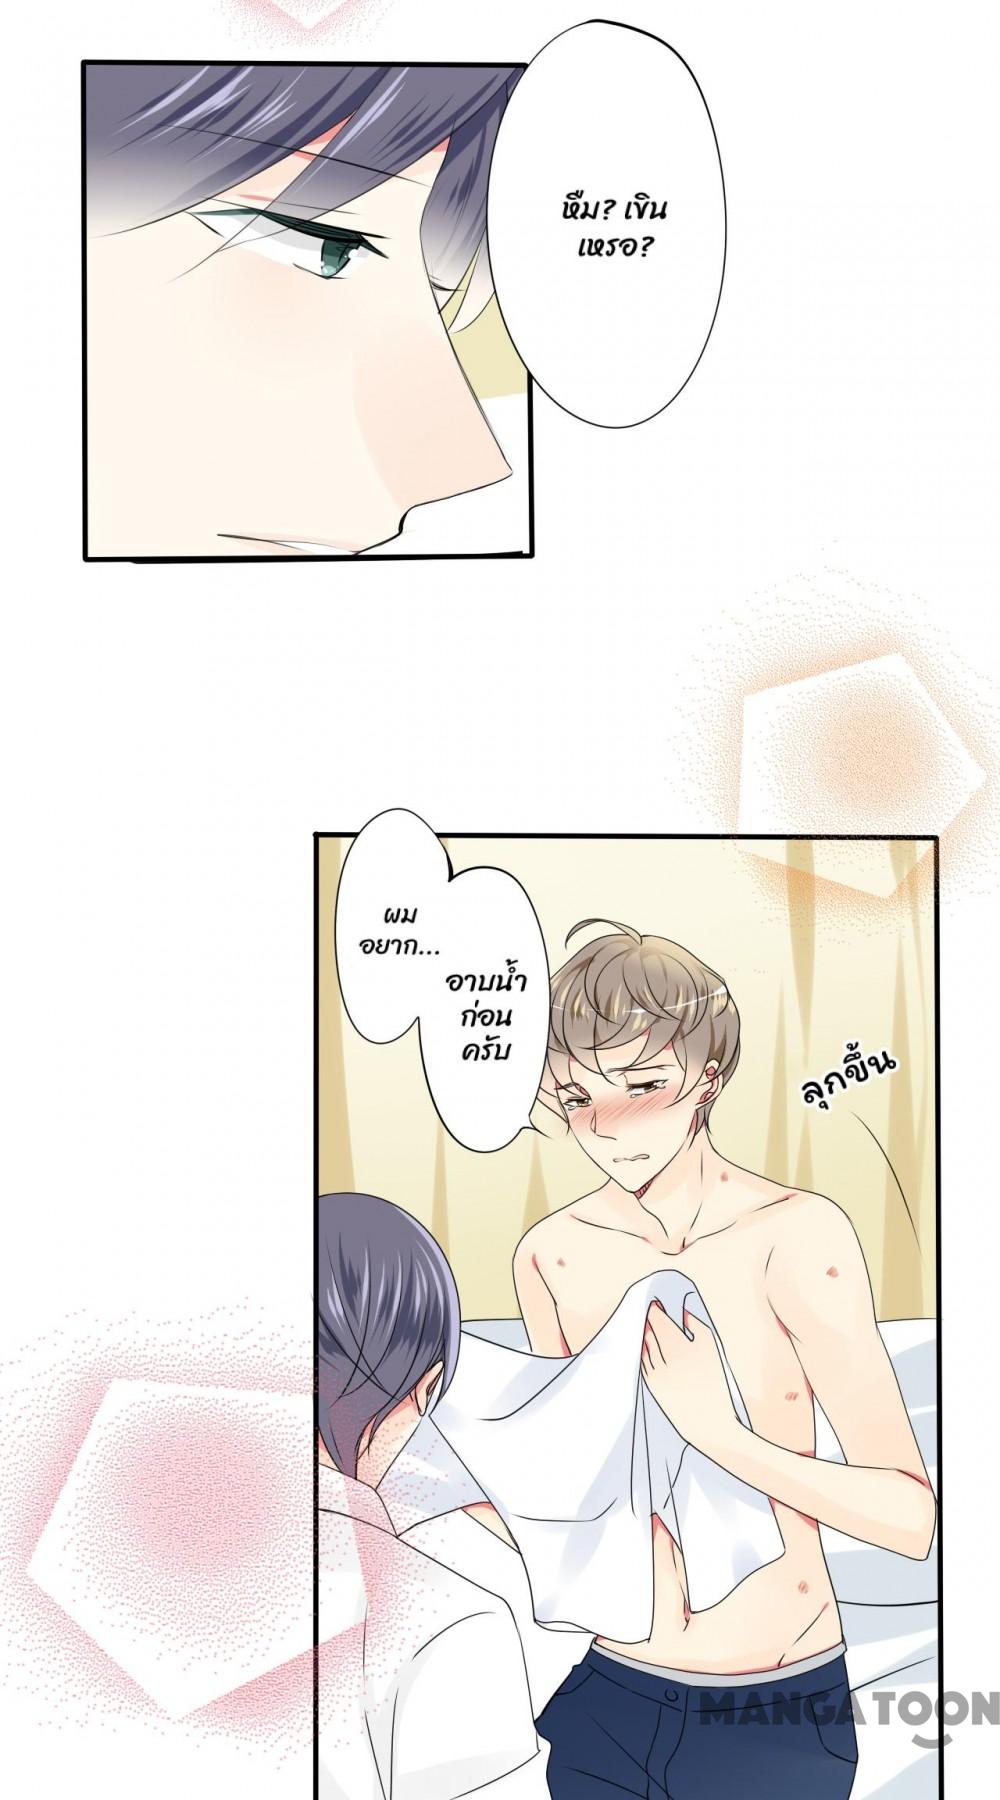 หืม? เขิน
เหรอ?
ผม
อยาก...
อาบน้ำ
ก่อน
ครับ
ลุกขึ้น
MANGATOON